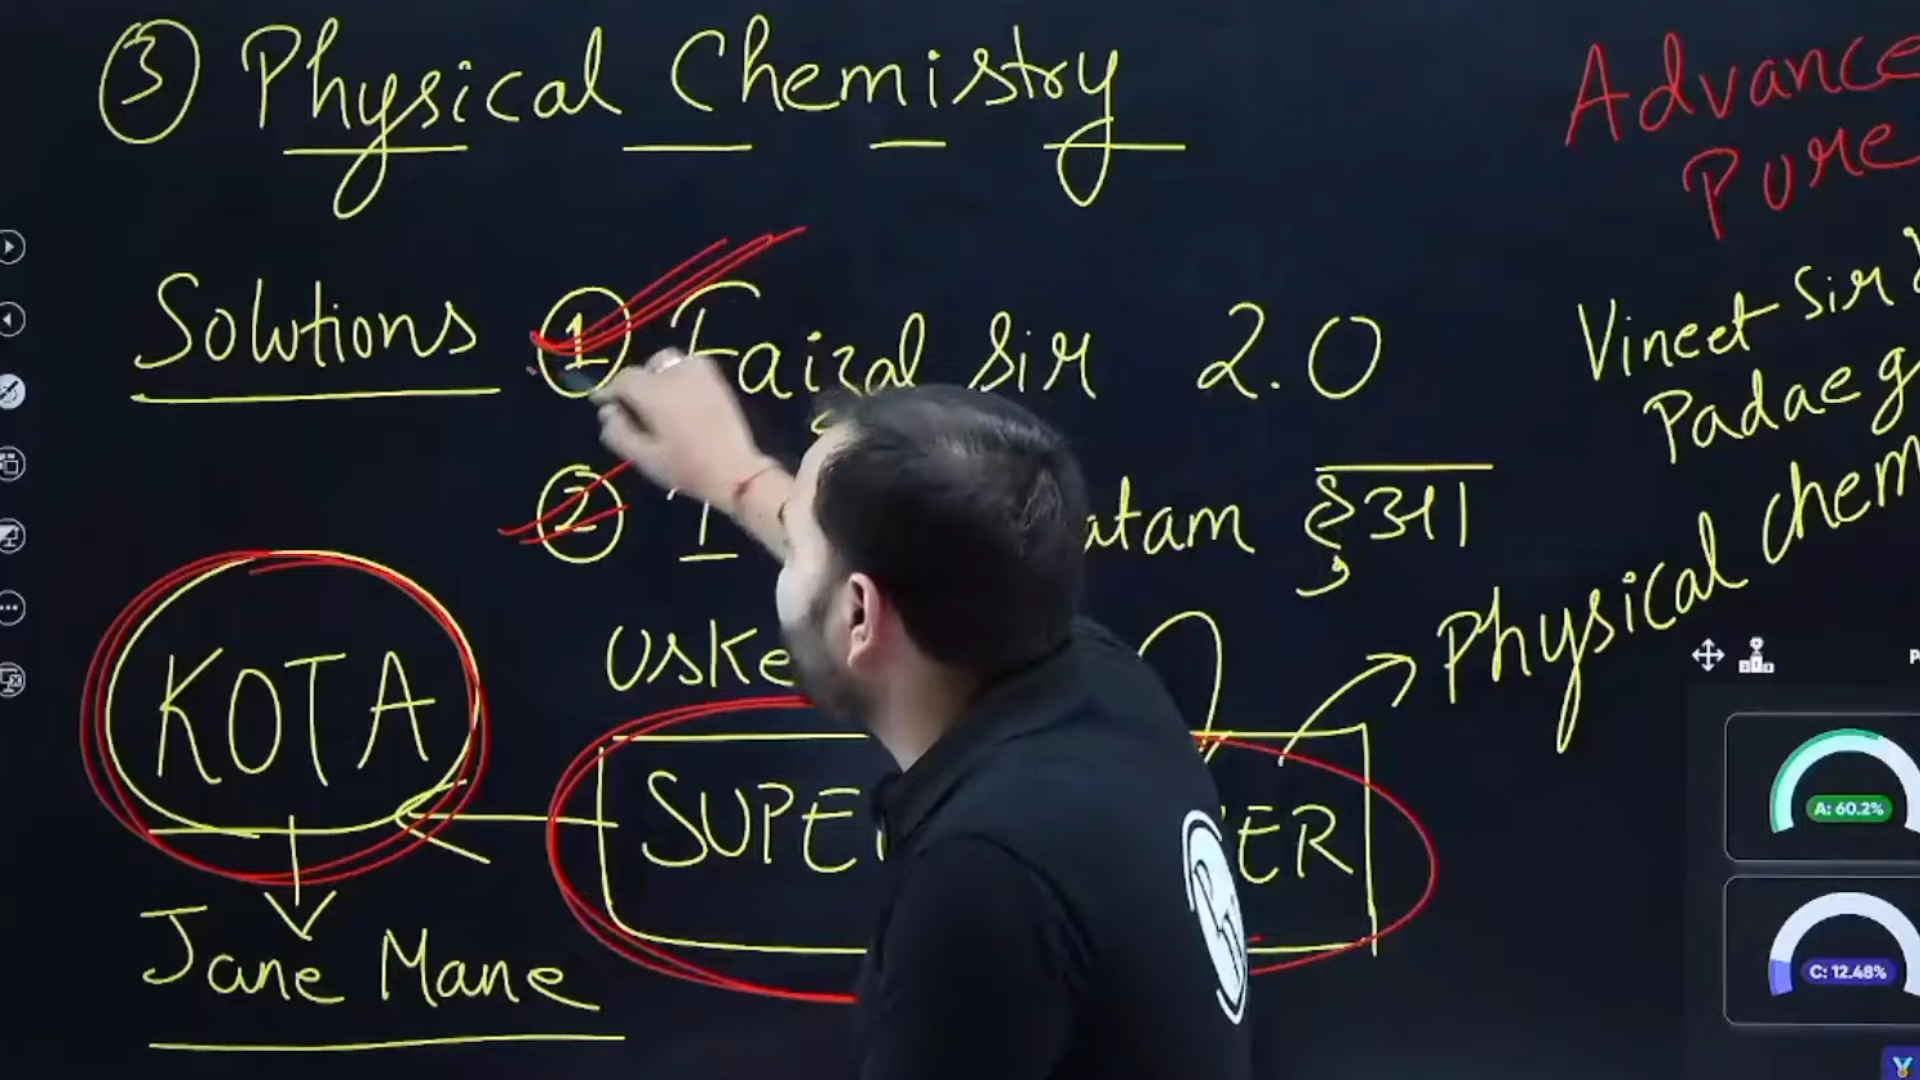 ③ Physical Chemistry
Advance
Pure
Solutions ① Faizal Sir 2.0
Vineet Sir
Padaeg
② 1 atam हुआ
Physical chem
Uske
KOTA
SUPE ER
Jane Mane
A: 60.2%
C: 12.48%